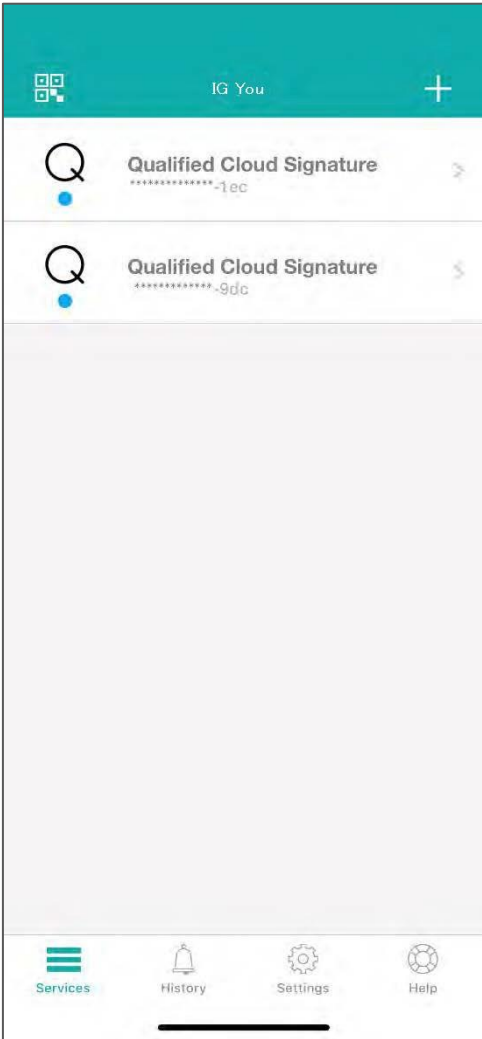 IG You
Qualified Cloud Signature
**************-1ec
Qualified Cloud Signature
*************-9dc
Services
History
Settings
Help